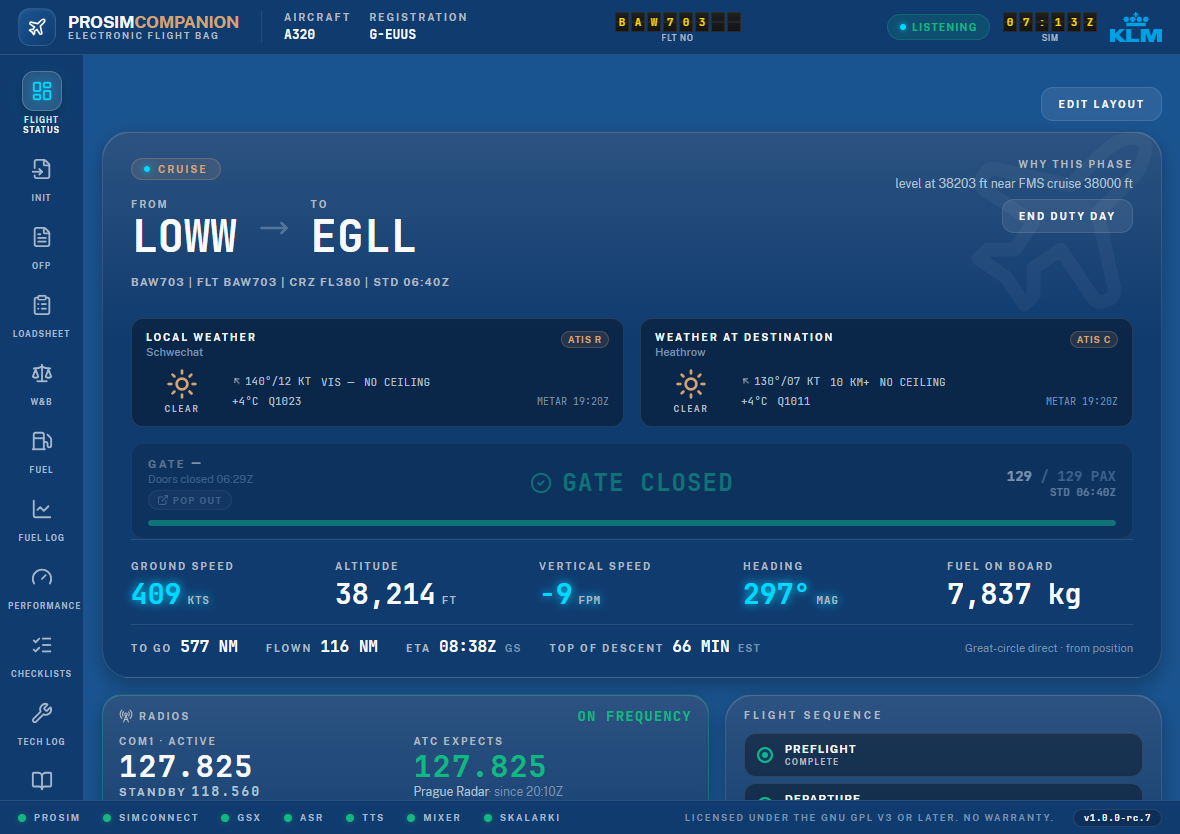 PROSIMCOMPANION
ELECTRONIC FLIGHT BAG
AIRCRAFT
A320
REGISTRATION
G-EUUS
BAW703
FLT NO
LISTENING
07:13Z
SIM
KLM
FLIGHT STATUS
INIT
OFP
LOADSHEET
W&B
FUEL
FUEL LOG
PERFORMANCE
CHECKLISTS
TECH LOG
EDIT LAYOUT
CRUISE
WHY THIS PHASE
level at 38203 ft near FMS cruise 38000 ft
END DUTY DAY
FROM
LOWW
→
TO
EGLL
BAW703 | FLT BAW703 | CRZ FL380 | STD 06:40Z
LOCAL WEATHER
Schwechat
ATIS R
CLEAR
140°/12 KT VIS — NO CEILING
+4°C Q1023
METAR 19:20Z
WEATHER AT DESTINATION
Heathrow
ATIS C
CLEAR
130°/07 KT 10 KM+ NO CEILING
+4°C Q1011
METAR 19:20Z
GATE —
Doors closed 06:29Z
POP OUT
GATE CLOSED
129 / 129 PAX
STD 06:40Z
GROUND SPEED
409 KTS
ALTITUDE
38,214 FT
VERTICAL SPEED
-9 FPM
HEADING
297° MAG
FUEL ON BOARD
7,837 kg
TO GO 577 NM FLOWN 116 NM ETA 08:38Z GS TOP OF DESCENT 66 MIN EST
Great-circle direct · from position
RADIOS
ON FREQUENCY
COM1 · ACTIVE
127.825
STANDBY 118.560
ATC EXPECTS
127.825
Prague Radar · since 20:10Z
FLIGHT SEQUENCE
PREFLIGHT
COMPLETE
DEPARTURE
PROSIM SIMCONNECT GSX ASR TTS MIXER SKALARKI
LICENSED UNDER THE GNU GPL V3 OR LATER. NO WARRANTY.
v1.0.0-rc.7